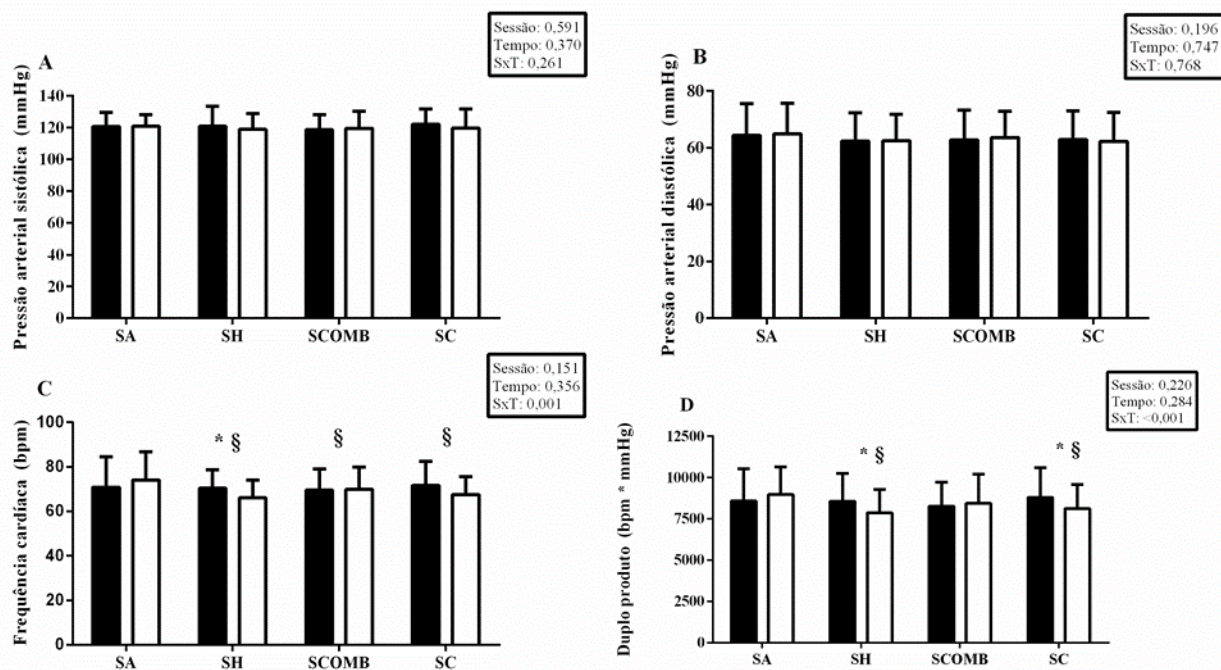 A
Sessão: 0,591
Tempo: 0,370
SxT: 0,261
Pressão arterial sistólica (mmHg)
140
120
100
80
60
40
20
0
SA SH SCOMB SC
B
Sessão: 0,196
Tempo: 0,747
SxT: 0,768
Pressão arterial diastólica (mmHg)
80
60
40
20
0
SA SH SCOMB SC
C
Sessão: 0,151
Tempo: 0,356
SxT: 0,001
Frequência cardíaca (bpm)
100
80
60
40
20
0
* § § §
SA SH SCOMB SC
D
Sessão: 0,220
Tempo: 0,284
SxT: <0,001
Duplo produto (bpm * mmHg)
12500
10000
7500
5000
2500
0
* § * §
SA SH SCOMB SC